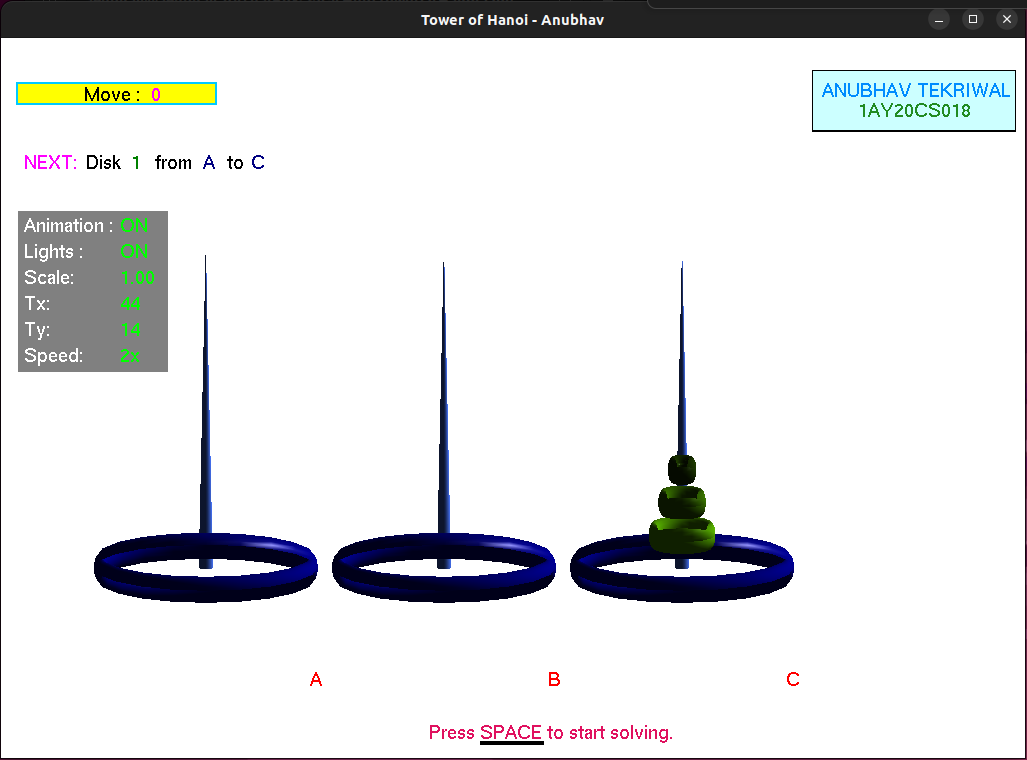 Tower of Hanoi - Anubhav
Move : 0
ANUBHAV TEKRIWAL
1AY20CS018
NEXT: Disk 1 from A to C
Animation : ON
Lights : ON
Scale: 1.00
Tx: 44
Ty: 14
Speed: 2x
A B C
Press SPACE to start solving.